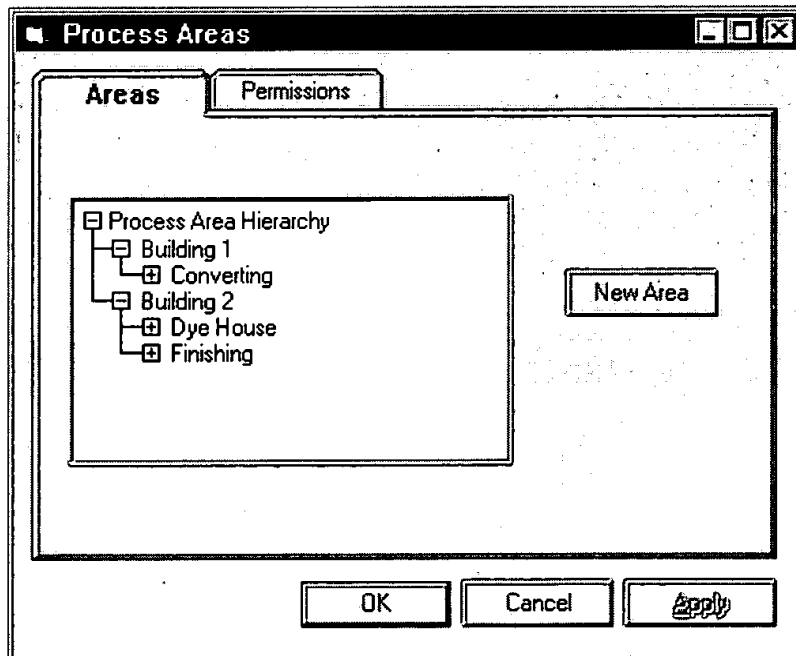 Process Areas
Areas
Permissions
Process Area Hierarchy
Building 1
Converting
Building 2
Dye House
Finishing
New Area
OK
Cancel
Apply